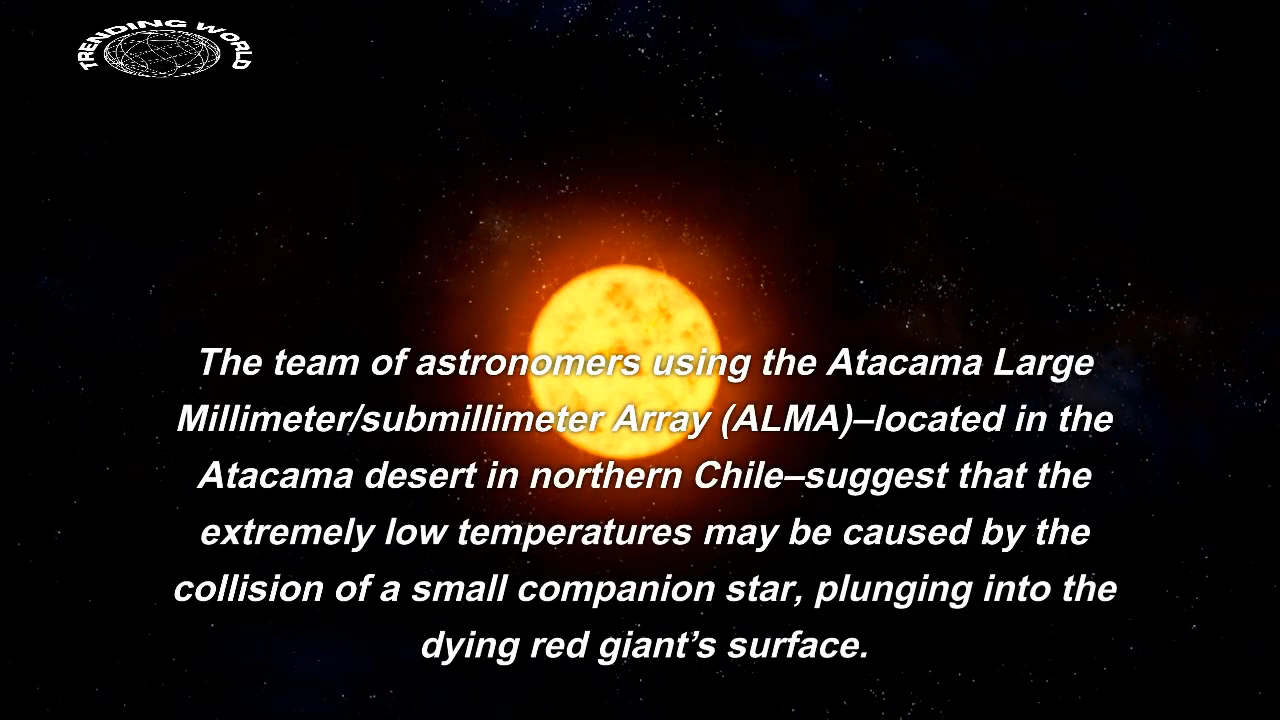 TRENDING WORLD
The team of astronomers using the Atacama Large
Millimeter/submillimeter Array (ALMA)–located in the
Atacama desert in northern Chile–suggest that the
extremely low temperatures may be caused by the
collision of a small companion star, plunging into the
dying red giant’s surface.